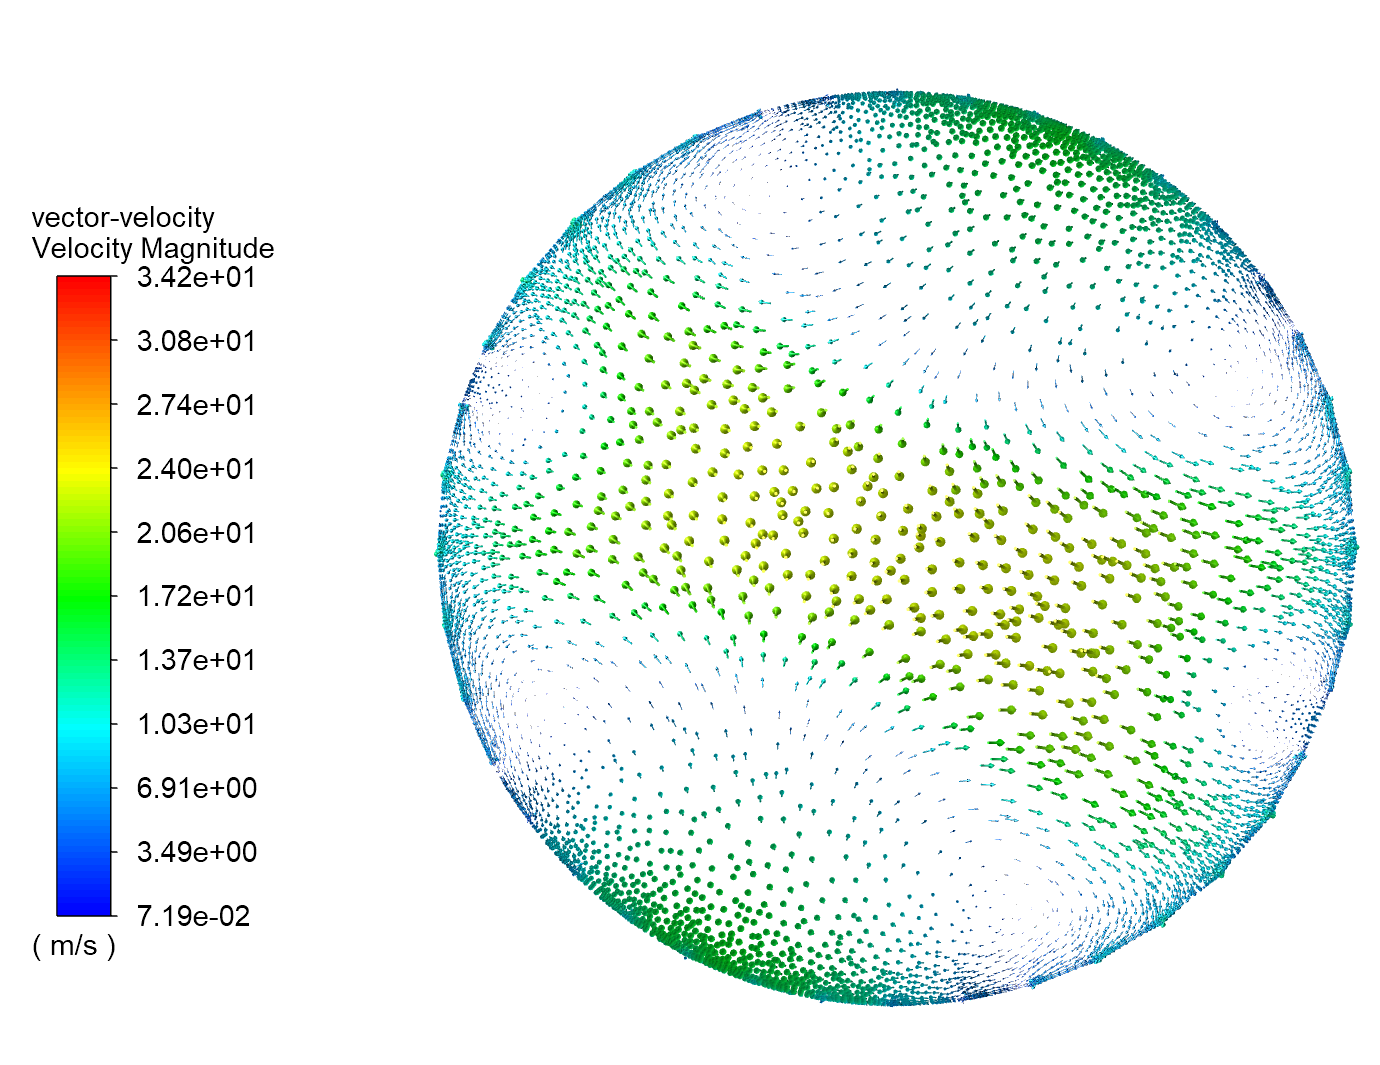 vector-velocity
Velocity Magnitude
3.42e+01
3.08e+01
2.74e+01
2.40e+01
2.06e+01
1.72e+01
1.37e+01
1.03e+01
6.91e+00
3.49e+00
7.19e-02
( m/s )